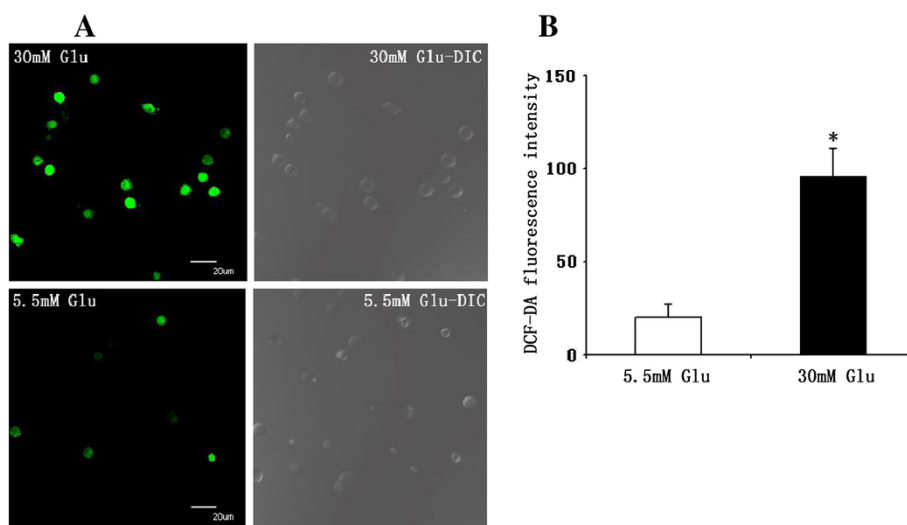 A
30mM Glu
30mM Glu-DIC
20um
5.5mM Glu
5.5mM Glu-DIC
20um
B
DCF-DA fluorescence intensity
150
100
50
0
*
5.5mM Glu
30mM Glu